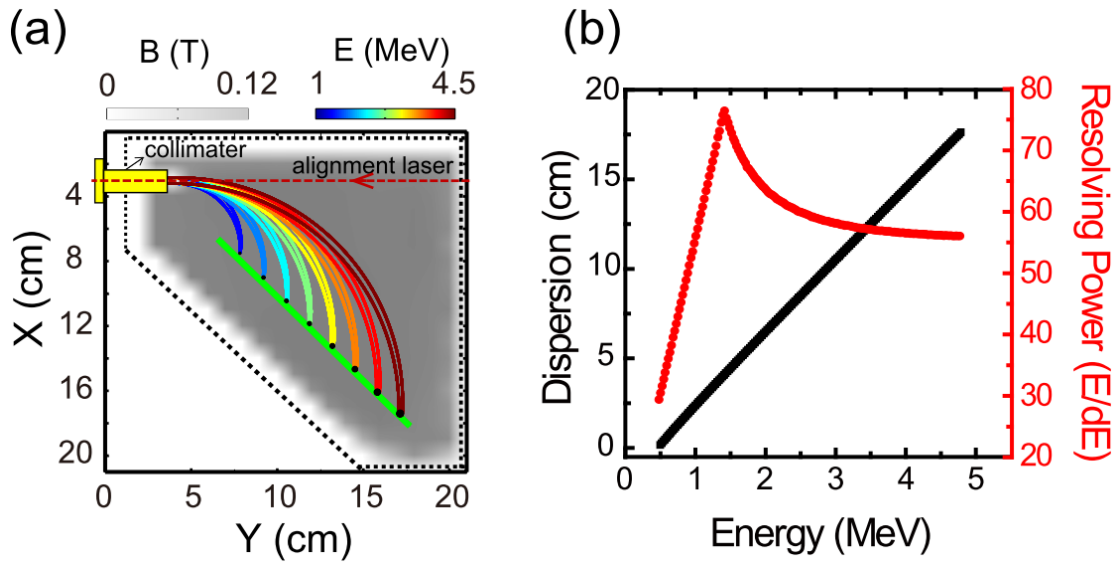 (a)
B (T)
E (MeV)
0
0.12
1
4.5
collimater
alignment laser
4
8
12
16
20
X (cm)
0
5
10
15
20
Y (cm)
(b)
20
15
10
5
0
Dispersion (cm)
80
70
60
50
40
30
20
Resolving Power (E/dE)
0
1
2
3
4
5
Energy (MeV)